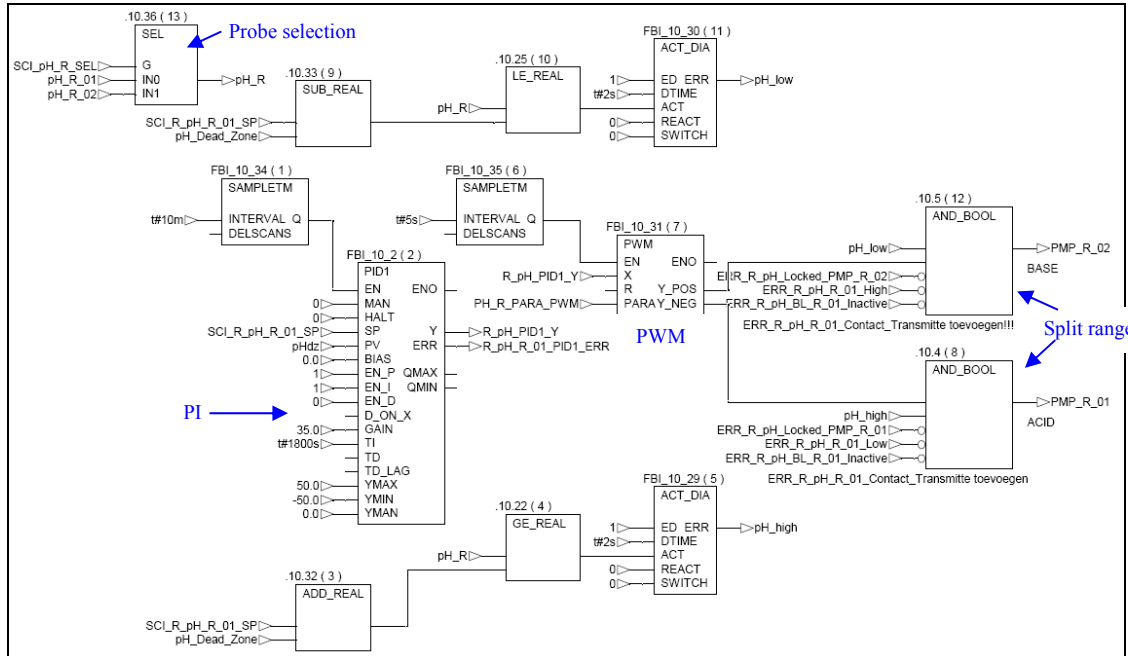 .10.36 ( 13 )
SEL
Probe selection
SCI_pH_R_SEL
G
pH_R_01
IN0
pH_R_02
IN1
pH_R
.10.33 ( 9 )
SUB_REAL
SCI_R_pH_R_01_SP
pH_Dead_Zone
.10.25 ( 10 )
LE_REAL
pH_R
FBI_10_30 ( 11 )
ACT_DIA
1
ED ERR
pH_low
t#2s
DTIME
ACT
0
REACT
0
SWITCH
FBI_10_34 ( 1 )
SAMPLETM
t#10m
INTERVAL Q
DELSCANS
FBI_10_35 ( 6 )
SAMPLETM
t#5s
INTERVAL Q
DELSCANS
FBI_10_2 ( 2 )
PID1
EN ENO
0
MAN
0
HALT
SCI_R_pH_R_01_SP
SP Y
R_pH_PID1_Y
pHdz
PV ERR
R_pH_R_01_PID1_ERR
0.0
BIAS
1
EN_P QMAX
1
EN_I QMIN
0
EN_D
D_ON_X
PI
35.0
GAIN
t#1800s
TI
TD
TD_LAG
50.0
YMAX
-50.0
YMIN
0.0
YMAN
FBI_10_31 ( 7 )
PWM
EN ENO
R_pH_PID1_Y
X
R Y_POS
PH_R_PARA_PWM
PARAY_NEG
PWM
.10.5 ( 12 )
AND_BOOL
pH_low
PMP_R_02
BASE
ERR_R_pH_Locked_PMP_R_02
ERR_R_pH_R_01_High
ERR_R_pH_BL_R_01_Inactive
ERR_R_pH_R_01_Contact_Transmitte toevoegen!!!
Split range
.10.4 ( 8 )
AND_BOOL
PMP_R_01
ACID
pH_high
ERR_R_pH_Locked_PMP_R_01
ERR_R_pH_R_01_Low
ERR_R_pH_BL_R_01_Inactive
ERR_R_pH_R_01_Contact_Transmitte toevoegen
.10.32 ( 3 )
ADD_REAL
SCI_R_pH_R_01_SP
pH_Dead_Zone
.10.22 ( 4 )
GE_REAL
pH_R
FBI_10_29 ( 5 )
ACT_DIA
1
ED ERR
pH_high
t#2s
DTIME
ACT
0
REACT
0
SWITCH